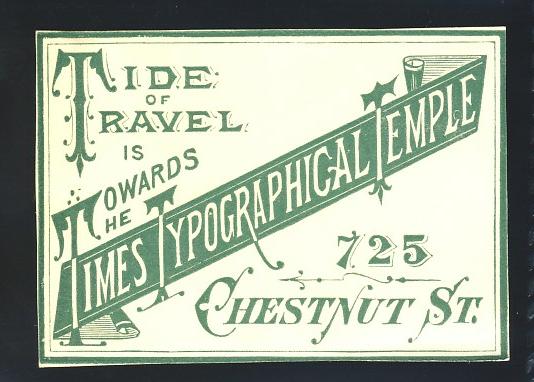 TIDE
OF
TRAVEL
IS
TOWARDS
THE
TIMES TYPOGRAPHICAL TEMPLE
725
CHESTNUT ST.